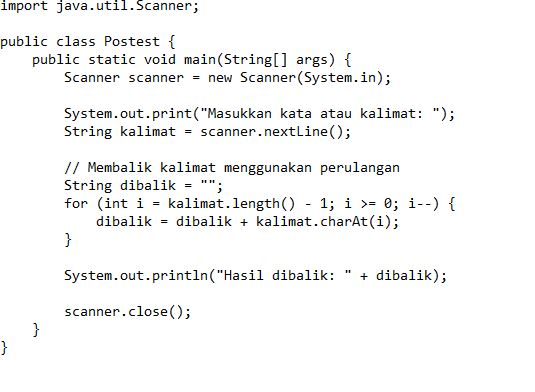 import java.util.Scanner;
public class Postest {
public static void main(String[] args) {
Scanner scanner = new Scanner(System.in);
System.out.print("Masukkan kata atau kalimat: ");
String kalimat = scanner.nextLine();
// Membalik kalimat menggunakan perulangan
String dibalik = "";
for (int i = kalimat.length() - 1; i >= 0; i--) {
dibalik = dibalik + kalimat.charAt(i);
}
System.out.println("Hasil dibalik: " + dibalik);
scanner.close();
}
}